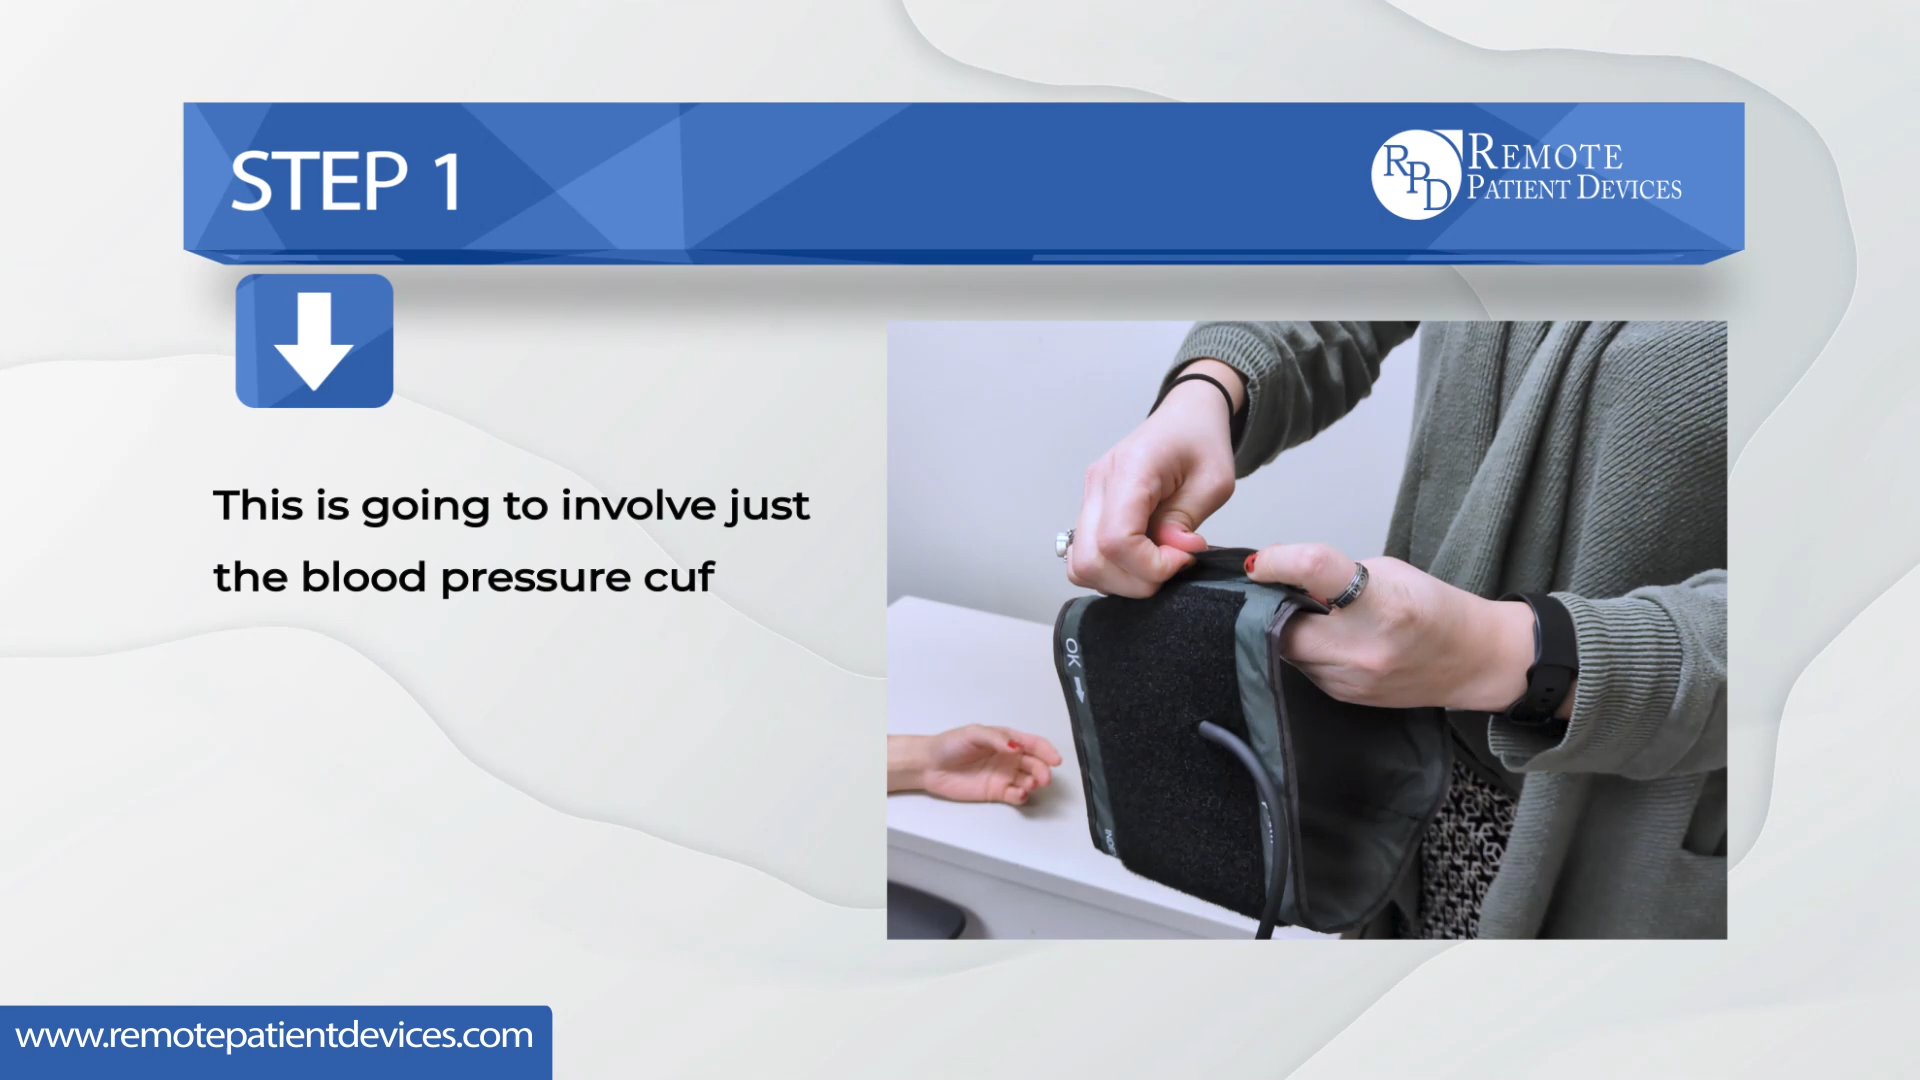 STEP 1
RPD
REMOTE
PATIENT DEVICES
This is going to involve just
the blood pressure cuf
OK
www.remotepatientdevices.com